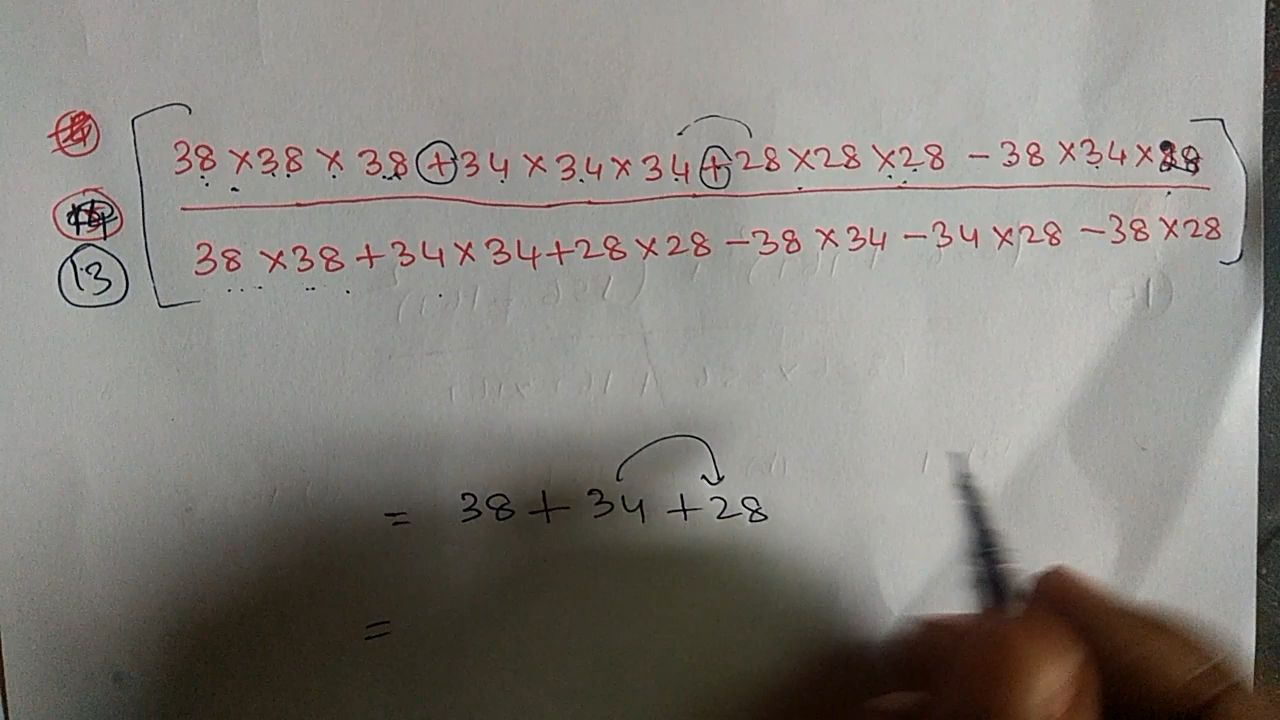 38 × 38 × 38 + 34 × 34 × 34 + 28 × 28 × 28 - 38 × 34 × 28
13
38 × 38 + 34 × 34 + 28 × 28 - 38 × 34 - 34 × 28 - 38 × 28
= 38 + 34 + 28
=